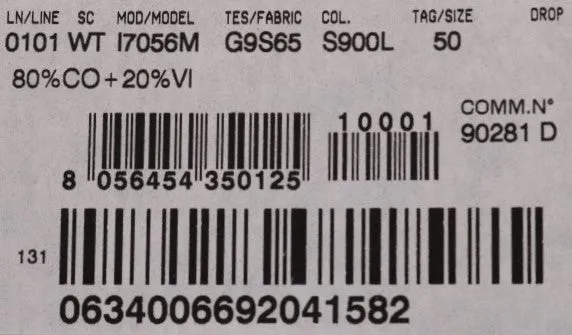 LN/LINE SC MOD/MODEL TES/FABRIC COL. TAG/SIZE DROP
0101 WT I7056M G9S65 S900L 50
80%CO+20%VI
10001 COMM.N°
90281 D
8 056454 350125
131
0634006692041582